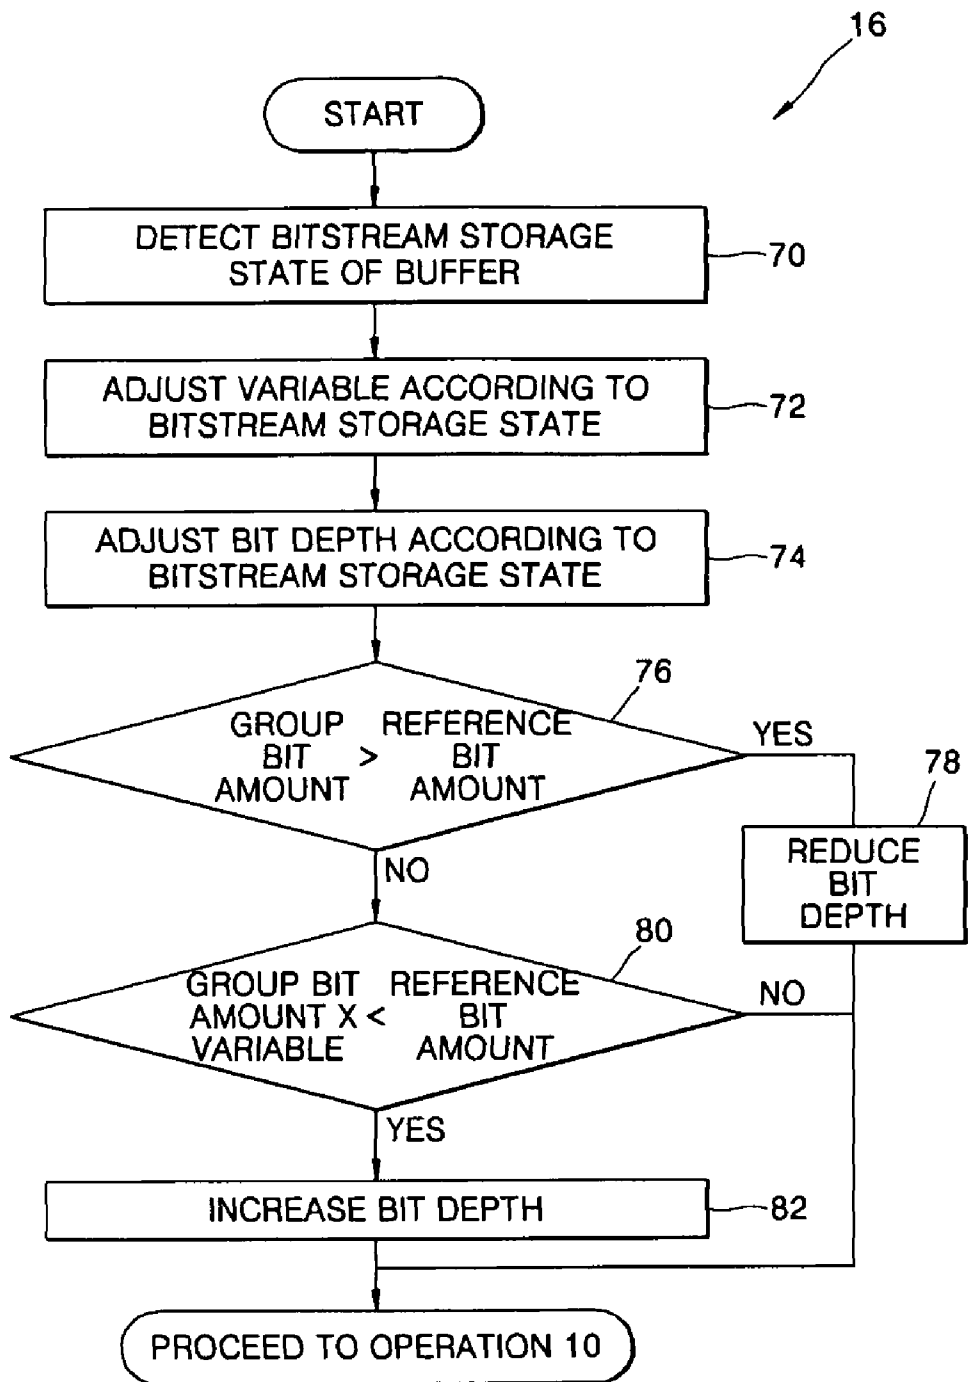 16
START
DETECT BITSTREAM STORAGE
STATE OF BUFFER
70
ADJUST VARIABLE ACCORDING TO
BITSTREAM STORAGE STATE
72
ADJUST BIT DEPTH ACCORDING TO
BITSTREAM STORAGE STATE
74
76
GROUP REFERENCE
BIT > BIT
AMOUNT AMOUNT
YES
NO
78
REDUCE
BIT
DEPTH
80
GROUP BIT REFERENCE
AMOUNT X < BIT
VARIABLE AMOUNT
NO
YES
INCREASE BIT DEPTH
82
PROCEED TO OPERATION 10